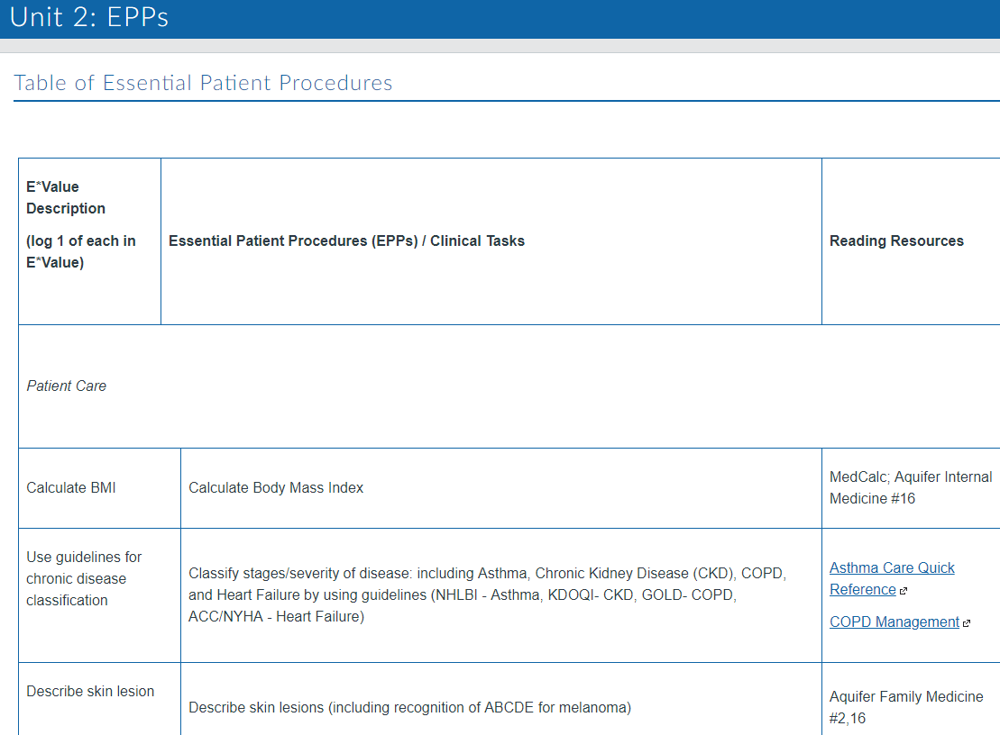 Unit 2: EPPs
Table of Essential Patient Procedures
E*Value
Description
(log 1 of each in
E*Value)
Essential Patient Procedures (EPPs) / Clinical Tasks
Reading Resources
Patient Care
Calculate BMI
Calculate Body Mass Index
MedCalc; Aquifer Internal
Medicine #16
Use guidelines for
chronic disease
classification
Classify stages/severity of disease: including Asthma, Chronic Kidney Disease (CKD), COPD,
and Heart Failure by using guidelines (NHLBI - Asthma, KDOQI- CKD, GOLD- COPD,
ACC/NYHA - Heart Failure)
Asthma Care Quick
Reference
COPD Management
Describe skin lesion
Describe skin lesions (including recognition of ABCDE for melanoma)
Aquifer Family Medicine
#2,16